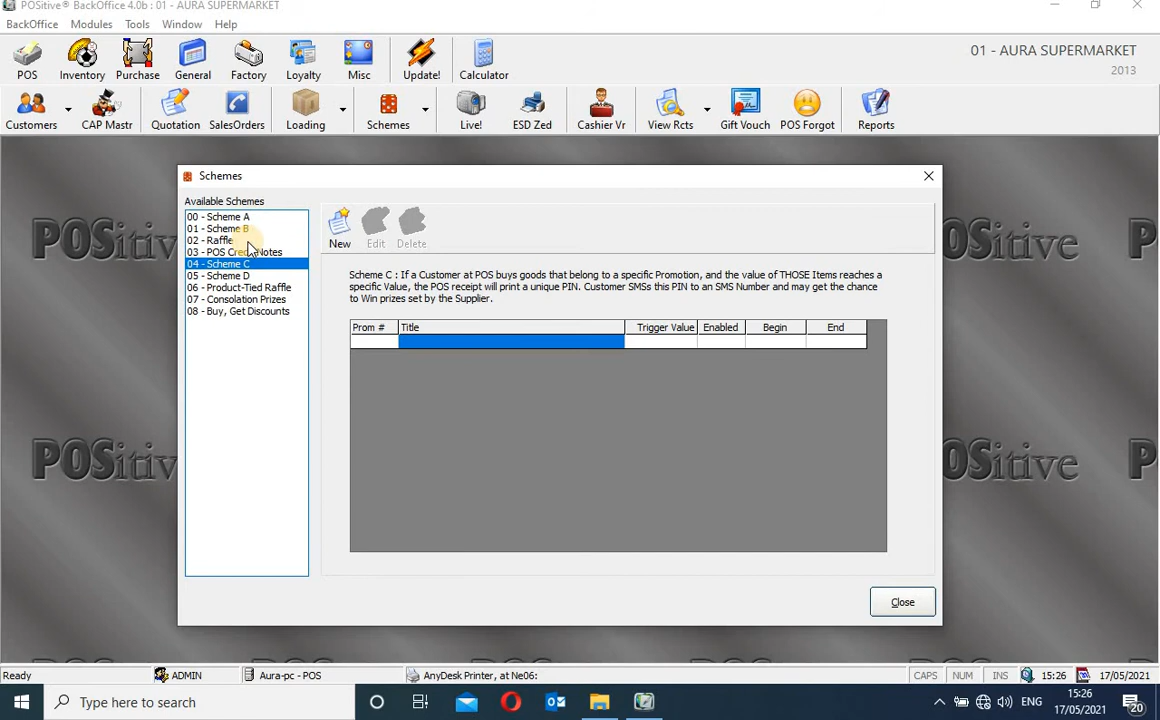 POSitive® BackOffice 4.0b : 01 - AURA SUPERMARKET
BackOffice Modules Tools Window Help
POS Inventory Purchase General Factory Loyalty Misc Update! Calculator
01 - AURA SUPERMARKET
2013
Customers CAP Mastr Quotation SalesOrders Loading Schemes Live! ESD Zed Cashier Vr View Rcts Gift Vouch POS Forgot Reports
Schemes
Available Schemes
00 - Scheme A
01 - Scheme B
02 - Raffle
03 - POS Credit Notes
04 - Scheme C
05 - Scheme D
06 - Product-Tied Raffle
07 - Consolation Prizes
08 - Buy, Get Discounts
New Edit Delete
Scheme C : If a Customer at POS buys goods that belong to a specific Promotion, and the value of THOSE Items reaches a
specific Value, the POS receipt will print a unique PIN. Customer SMSs this PIN to an SMS Number and may get the chance
to Win prizes set by the Supplier.
Prom # Title Trigger Value Enabled Begin End
Close
POSitive
POSitive
POSitive
POSitive
Ready ADMIN Aura-pc - POS AnyDesk Printer, at Ne06: CAPS NUM INS 15:26 17/05/2021
Type here to search
ENG
15:26
17/05/2021
20